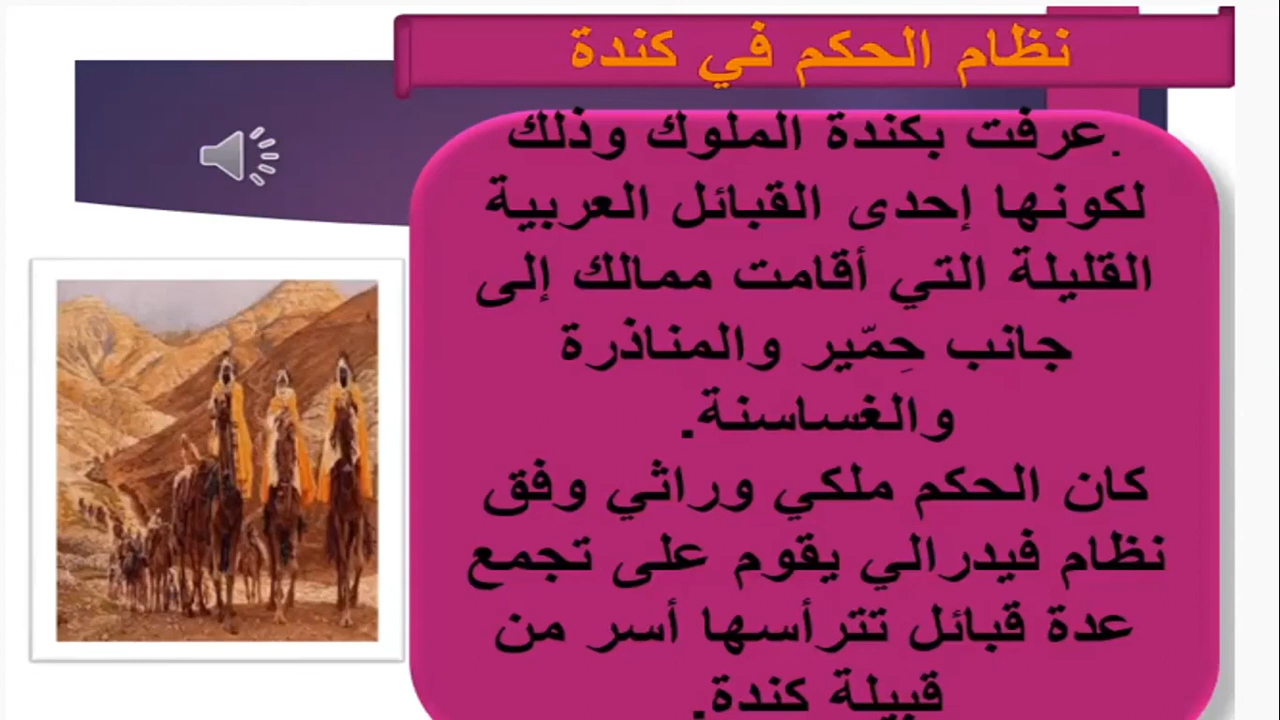 نظام الحكم في كندة
.عرفت بكندة الملوك وذلك
لكونها إحدى القبائل العربية
القليلة التي أقامت ممالك إلى
جانب حِمّير والمناذرة
والغساسنة.
كان الحكم ملكي وراثي وفق
نظام فيدرالي يقوم على تجمع
عدة قبائل تترأسها أسر من
قبيلة كندة.